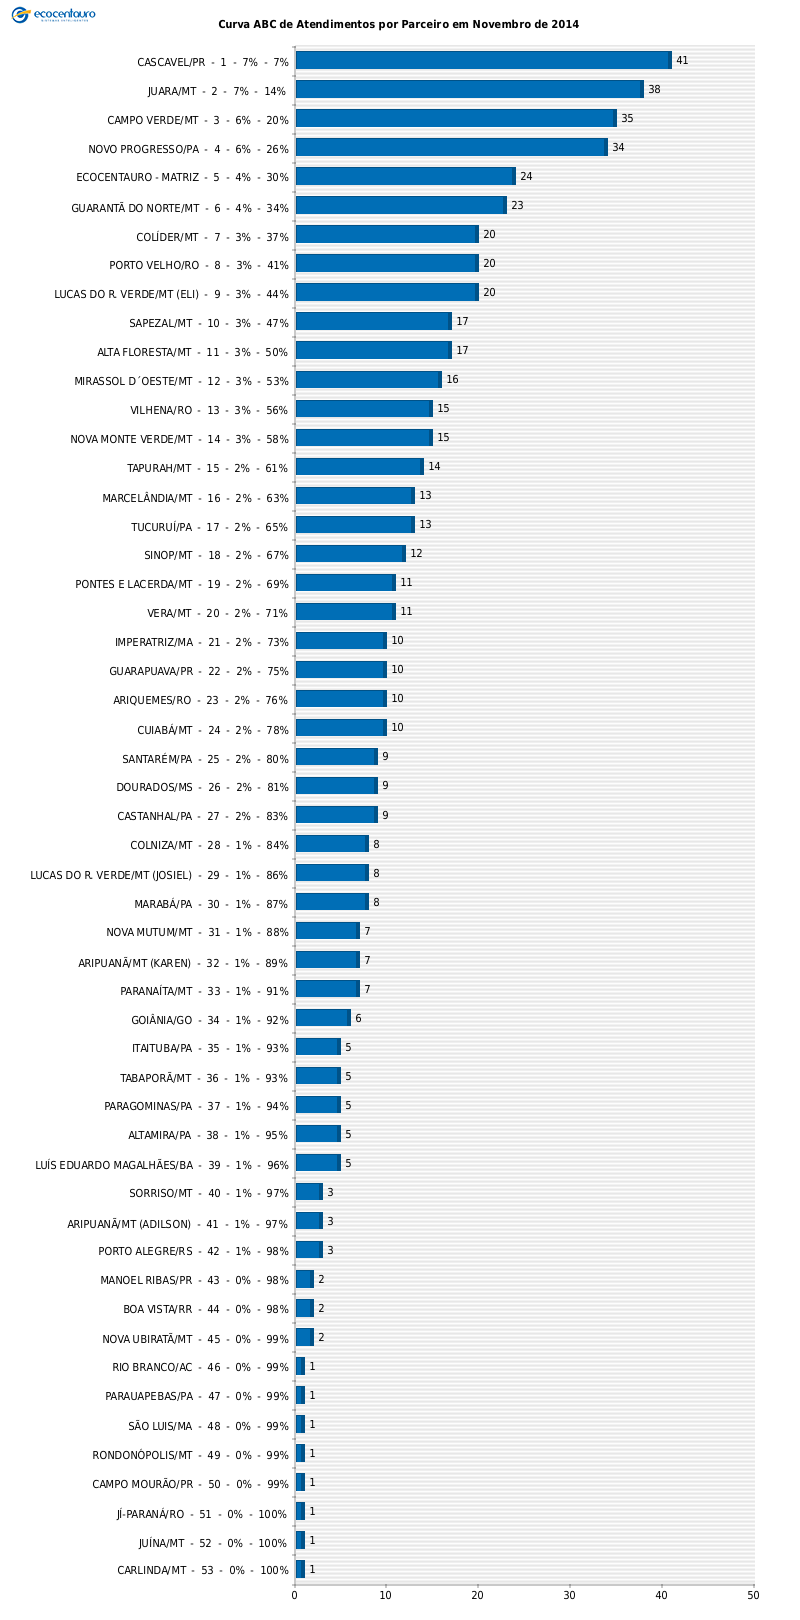 ecocentauro
Curva ABC de Atendimentos por Parceiro em Novembro de 2014
CASCAVEL/PR - 1 - 7% - 7% 41
JUARA/MT - 2 - 7% - 14% 38
CAMPO VERDE/MT - 3 - 6% - 20% 35
NOVO PROGRESSO/PA - 4 - 6% - 26% 34
ECOCENTAURO - MATRIZ - 5 - 4% - 30% 24
GUARANTÃ DO NORTE/MT - 6 - 4% - 34% 23
COLÍDER/MT - 7 - 3% - 37% 20
PORTO VELHO/RO - 8 - 3% - 41% 20
LUCAS DO R. VERDE/MT (ELI) - 9 - 3% - 44% 20
SAPEZAL/MT - 10 - 3% - 47% 17
ALTA FLORESTA/MT - 11 - 3% - 50% 17
MIRASSOL D´OESTE/MT - 12 - 3% - 53% 16
VILHENA/RO - 13 - 3% - 56% 15
NOVA MONTE VERDE/MT - 14 - 3% - 58% 15
TAPURAH/MT - 15 - 2% - 61% 14
MARCELÂNDIA/MT - 16 - 2% - 63% 13
TUCURUÍ/PA - 17 - 2% - 65% 13
SINOP/MT - 18 - 2% - 67% 12
PONTES E LACERDA/MT - 19 - 2% - 69% 11
VERA/MT - 20 - 2% - 71% 11
IMPERATRIZ/MA - 21 - 2% - 73% 10
GUARAPUAVA/PR - 22 - 2% - 75% 10
ARIQUEMES/RO - 23 - 2% - 76% 10
CUIABÁ/MT - 24 - 2% - 78% 10
SANTARÉM/PA - 25 - 2% - 80% 9
DOURADOS/MS - 26 - 2% - 81% 9
CASTANHAL/PA - 27 - 2% - 83% 9
COLNIZA/MT - 28 - 1% - 84% 8
LUCAS DO R. VERDE/MT (JOSIEL) - 29 - 1% - 86% 8
MARABÁ/PA - 30 - 1% - 87% 8
NOVA MUTUM/MT - 31 - 1% - 88% 7
ARIPUANÃ/MT (KAREN) - 32 - 1% - 89% 7
PARANAÍTA/MT - 33 - 1% - 91% 7
GOIÂNIA/GO - 34 - 1% - 92% 6
ITAITUBA/PA - 35 - 1% - 93% 5
TABAPORÃ/MT - 36 - 1% - 93% 5
PARAGOMINAS/PA - 37 - 1% - 94% 5
ALTAMIRA/PA - 38 - 1% - 95% 5
LUÍS EDUARDO MAGALHÃES/BA - 39 - 1% - 96% 5
SORRISO/MT - 40 - 1% - 97% 3
ARIPUANÃ/MT (ADILSON) - 41 - 1% - 97% 3
PORTO ALEGRE/RS - 42 - 1% - 98% 3
MANOEL RIBAS/PR - 43 - 0% - 98% 2
BOA VISTA/RR - 44 - 0% - 98% 2
NOVA UBIRATÃ/MT - 45 - 0% - 99% 2
RIO BRANCO/AC - 46 - 0% - 99% 1
PARAUAPEBAS/PA - 47 - 0% - 99% 1
SÃO LUIS/MA - 48 - 0% - 99% 1
RONDONÓPOLIS/MT - 49 - 0% - 99% 1
CAMPO MOURÃO/PR - 50 - 0% - 99% 1
JÍ-PARANÁ/RO - 51 - 0% - 100% 1
JUÍNA/MT - 52 - 0% - 100% 1
CARLINDA/MT - 53 - 0% - 100% 1
0 10 20 30 40 50